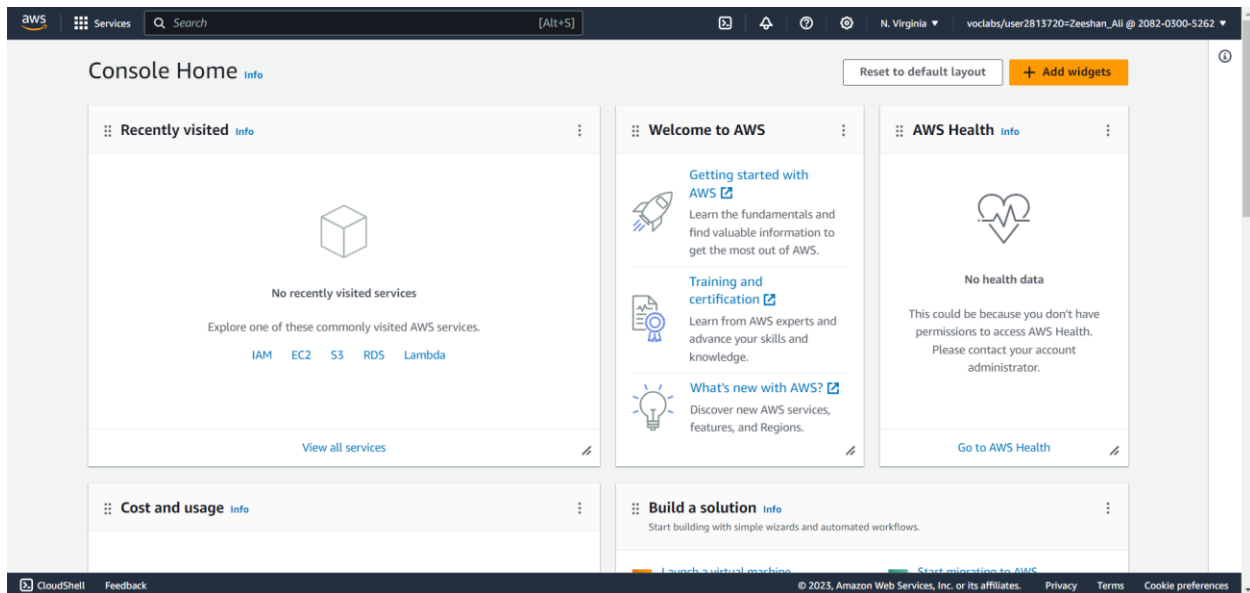 aws
Services
Search [Alt+S]
N. Virginia ▼
voclabs/user2813720=Zeeshan_Ali @ 2082-0300-5262 ▼
Console Home Info
Reset to default layout
+ Add widgets
Recently visited Info
No recently visited services
Explore one of these commonly visited AWS services.
IAM EC2 S3 RDS Lambda
View all services
Welcome to AWS
Getting started with
AWS
Learn the fundamentals and
find valuable information to
get the most out of AWS.
Training and
certification
Learn from AWS experts and
advance your skills and
knowledge.
What's new with AWS?
Discover new AWS services,
features, and Regions.
AWS Health Info
No health data
This could be because you don't have
permissions to access AWS Health.
Please contact your account
administrator.
Go to AWS Health
Cost and usage Info
Build a solution Info
Start building with simple wizards and automated workflows.
Launch a virtual machine
Start migrating to AWS
CloudShell Feedback
© 2023, Amazon Web Services, Inc. or its affiliates. Privacy Terms Cookie preferences